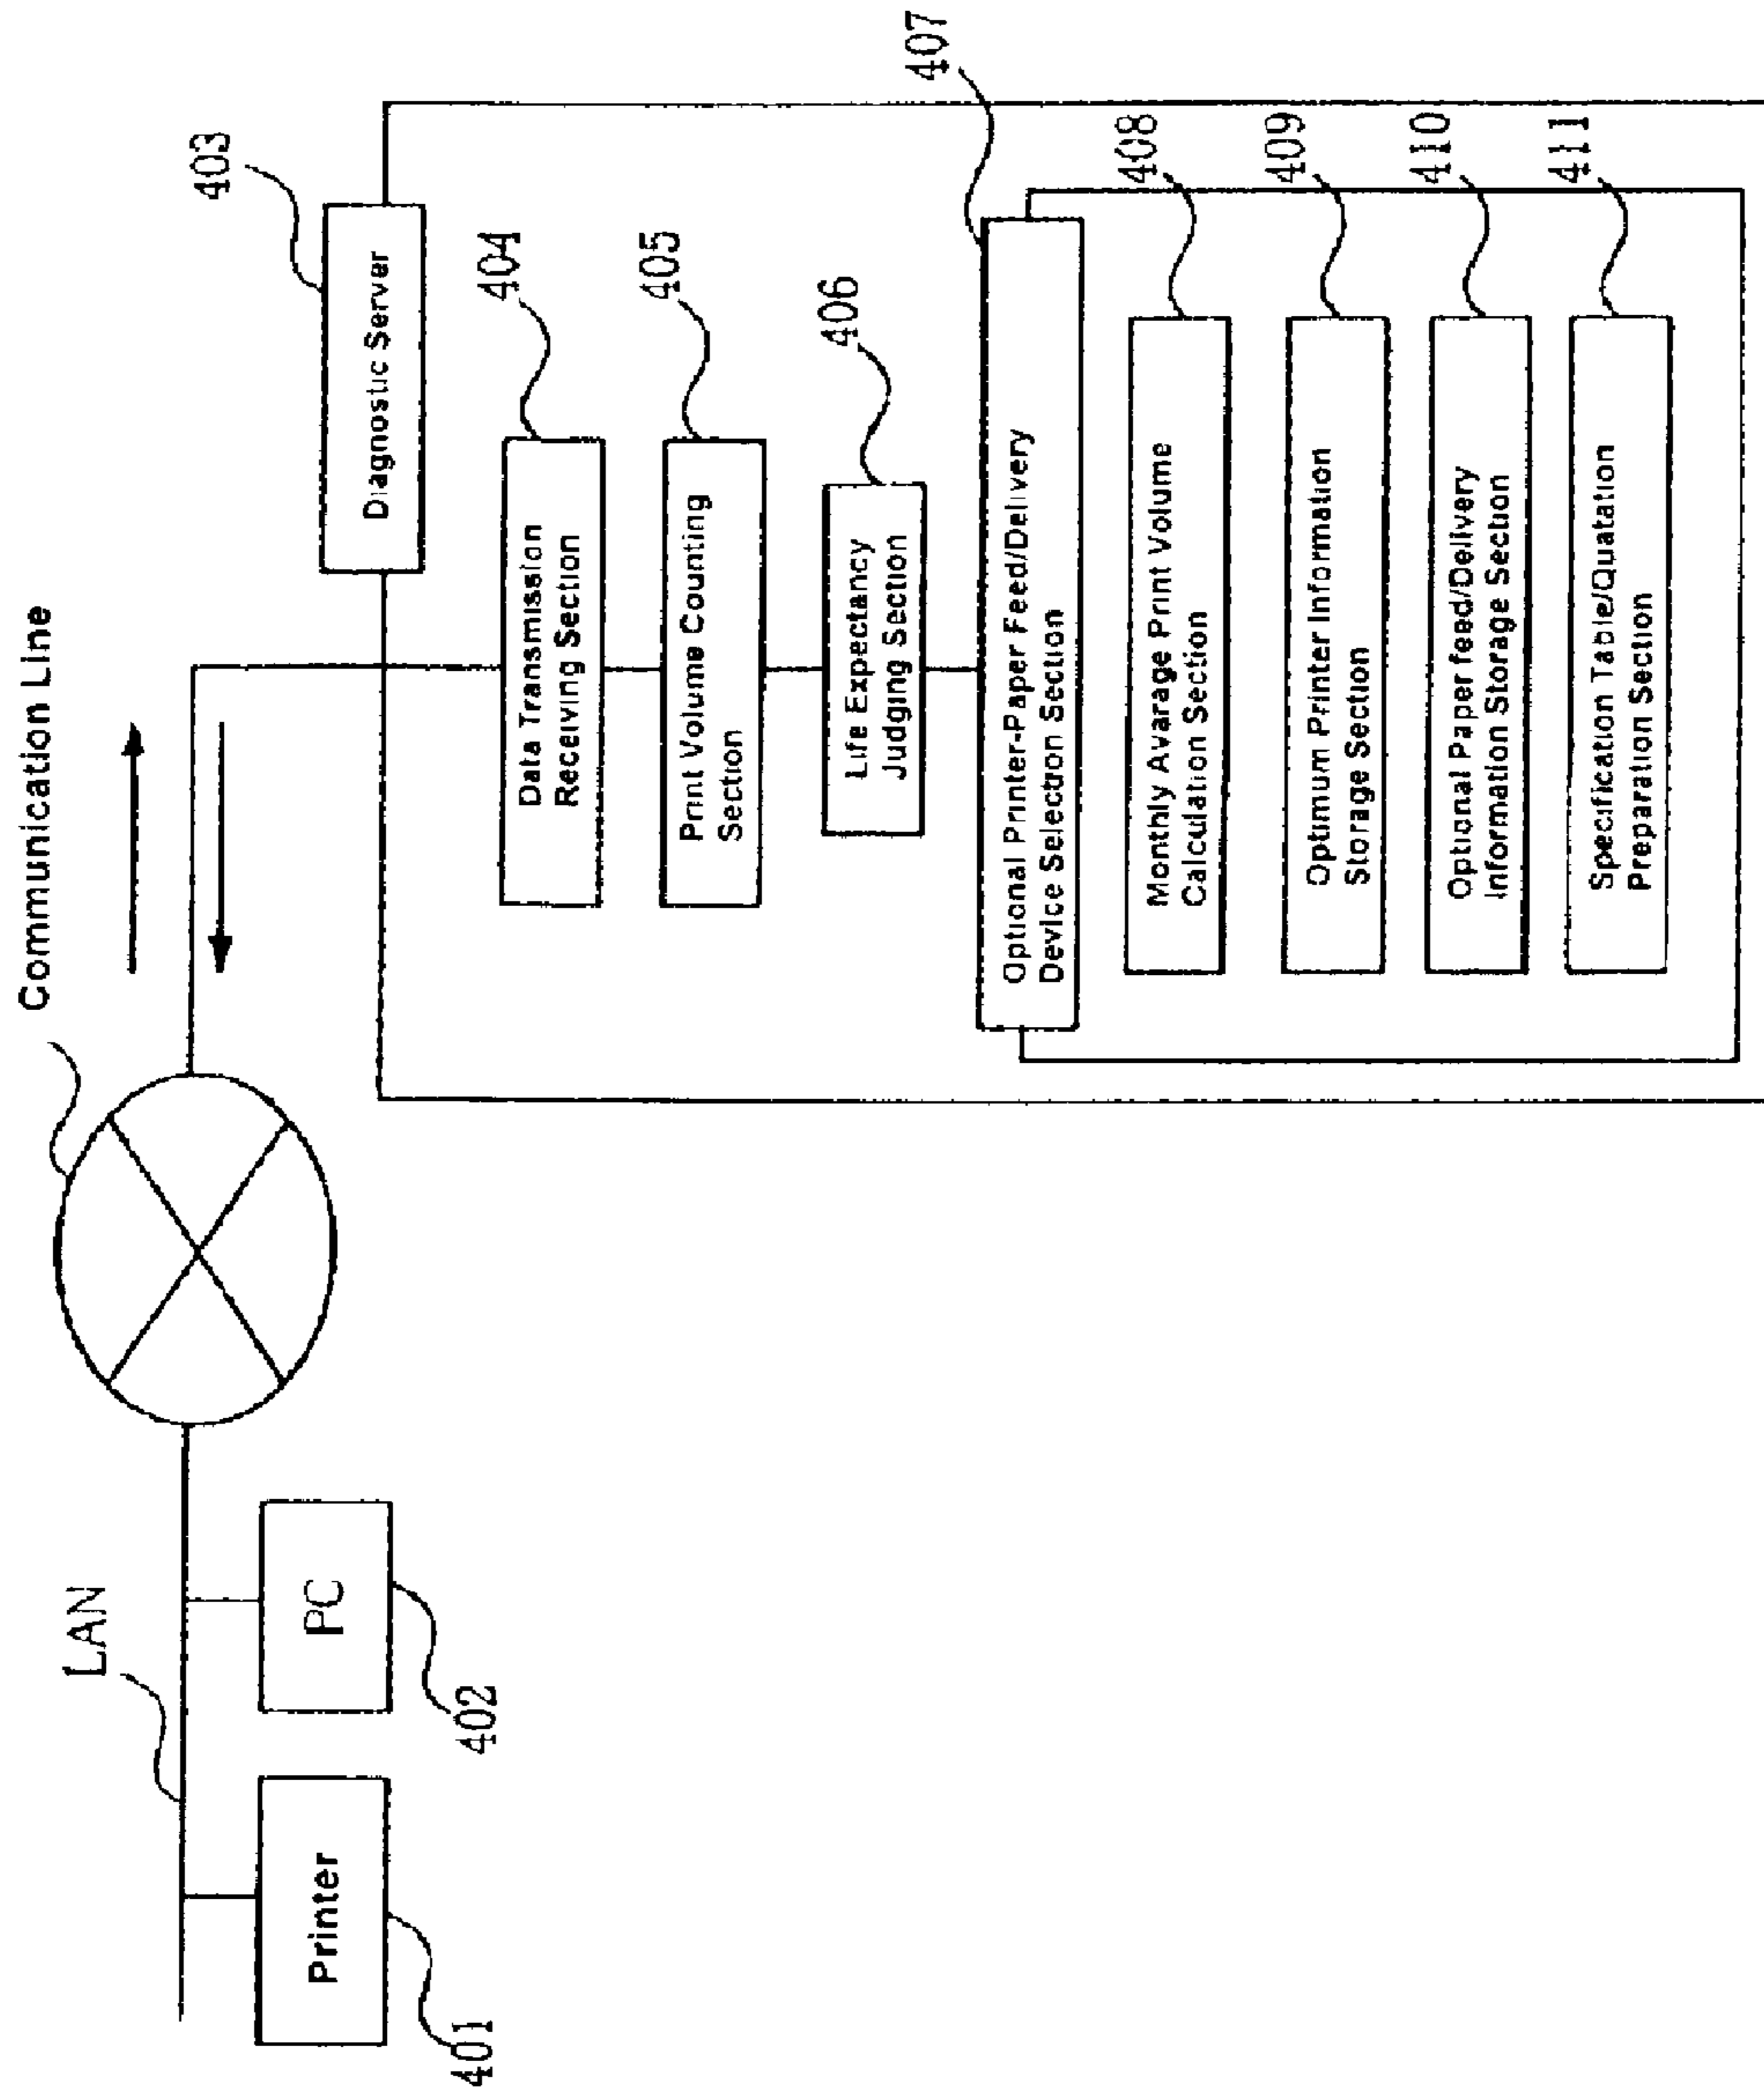 Communication Line
LAN
Printer
401
PC
402
Diagnostic Server
403
Data Transmission
Receiving Section
404
Print Volume Counting
Section
405
Life Expectancy
Judging Section
406
Optional Printer-Paper Feed/Delivery
Device Selection Section
407
Monthly Avarage Print Volume
Calculation Section
408
Optimum Printer Information
Storage Section
409
Optional Paper feed/Delivery
Information Storage Section
410
Specification Table/Quatation
Preparation Section
411